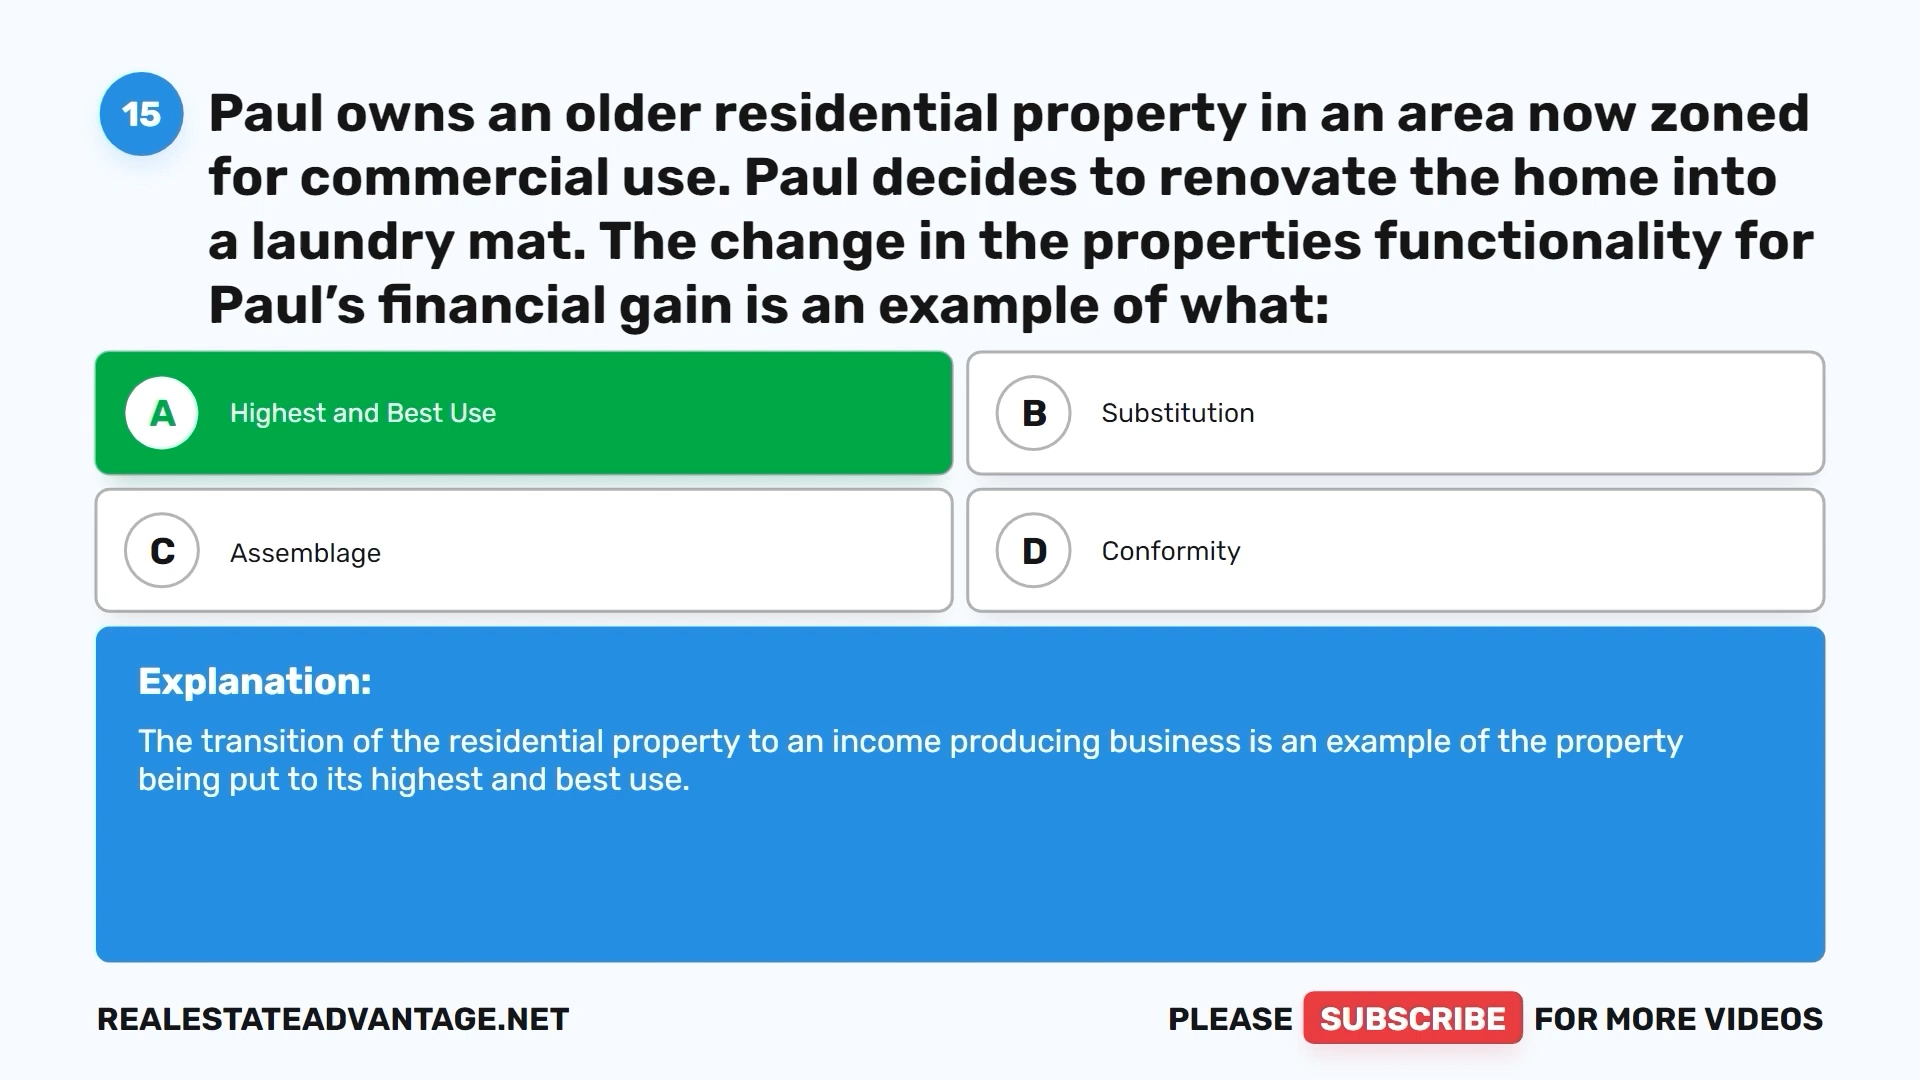 15
Paul owns an older residential property in an area now zoned
for commercial use. Paul decides to renovate the home into
a laundry mat. The change in the properties functionality for
Paul’s financial gain is an example of what:
A Highest and Best Use
B Substitution
C Assemblage
D Conformity
Explanation:
The transition of the residential property to an income producing business is an example of the property
being put to its highest and best use.
REALESTATEADVANTAGE.NET
PLEASE SUBSCRIBE FOR MORE VIDEOS